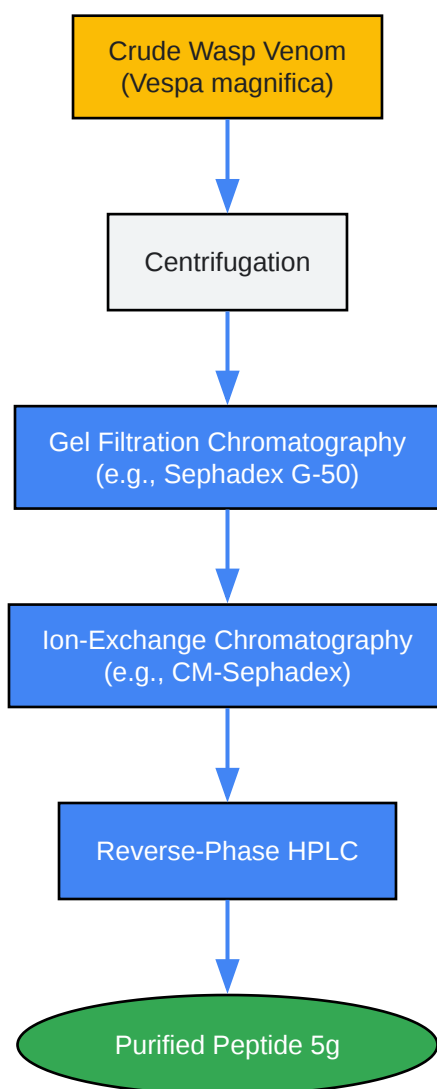 Crude Wasp Venom
(Vespa magnifica)
Centrifugation
Gel Filtration Chromatography
(e.g., Sephadex G-50)
Ion-Exchange Chromatography
(e.g., CM-Sephadex)
Reverse-Phase HPLC
Purified Peptide 5g